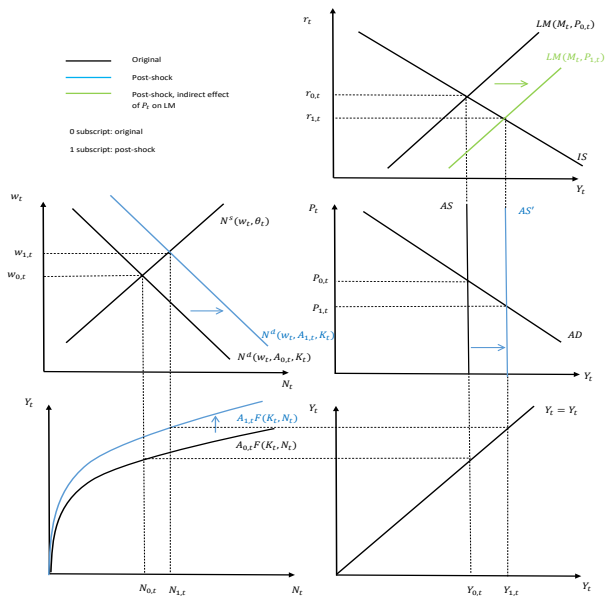 Original
Post-shock
Post-shock, indirect effect
of P_t on LM
0 subscript: original
1 subscript: post-shock
r_t
LM(M_t, P_{0,t})
LM(M_t, P_{1,t})
r_{0,t}
r_{1,t}
IS
Y_t
w_t
N^s(w_t, θ_t)
w_{1,t}
w_{0,t}
N^d(w_t, A_{1,t}, K_t)
N^d(w_t, A_{0,t}, K_t)
N_t
P_t
AS
AS'
P_{0,t}
P_{1,t}
AD
Y_t
Y_t
A_{1,t}F(K_t, N_t)
A_{0,t}F(K_t, N_t)
N_{0,t}
N_{1,t}
N_t
Y_t
Y_t = Y_t
Y_{0,t}
Y_{1,t}
Y_t